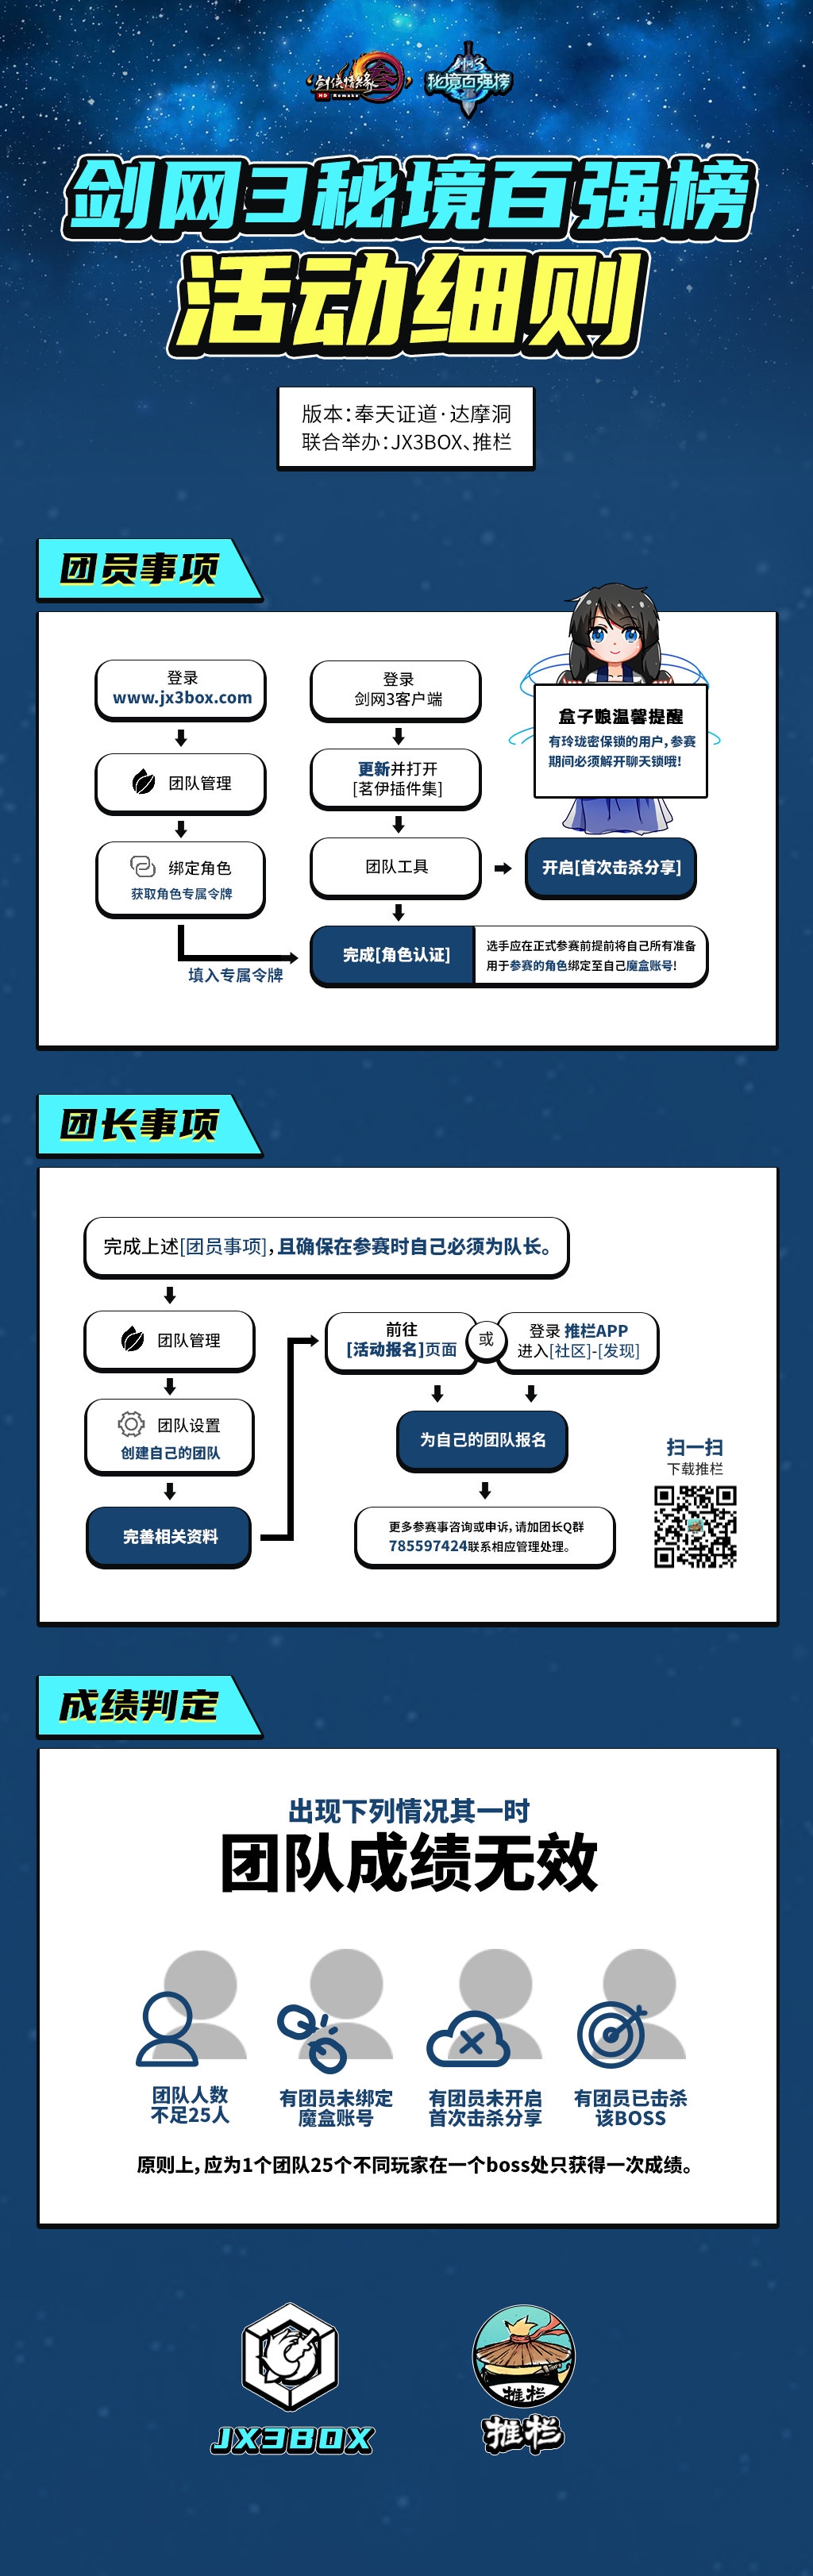 剑侠情缘 叁
HD Remake
剑网3
秘境百强榜
剑网3秘境百强榜
活动细则
版本：奉天证道·达摩洞
联合举办：JX3BOX、推栏
团员事项
登录
www.jx3box.com
团队管理
绑定角色
获取角色专属令牌
填入专属令牌
登录
剑网3客户端
更新并打开
[茗伊插件集]
团队工具
开启[首次击杀分享]
完成[角色认证]
选手应在正式参赛前提前将自己所有准备
用于参赛的角色绑定至自己魔盒账号!
盒子娘温馨提醒
有玲珑密保锁的用户，参赛
期间必须解开聊天锁哦!
团长事项
完成上述[团员事项]，且确保在参赛时自己必须为队长。
团队管理
团队设置
创建自己的团队
完善相关资料
前往
[活动报名]页面
或
登录 推栏APP
进入[社区]-[发现]
为自己的团队报名
更多参赛事咨询或申诉，请加团长Q群
785597424联系相应管理处理。
扫一扫
下载推栏
成绩判定
出现下列情况其一时
团队成绩无效
团队人数
不足25人
有团员未绑定
魔盒账号
有团员未开启
首次击杀分享
有团员已击杀
该BOSS
原则上，应为1个团队25个不同玩家在一个boss处只获得一次成绩。
JX3BOX
推栏
推栏